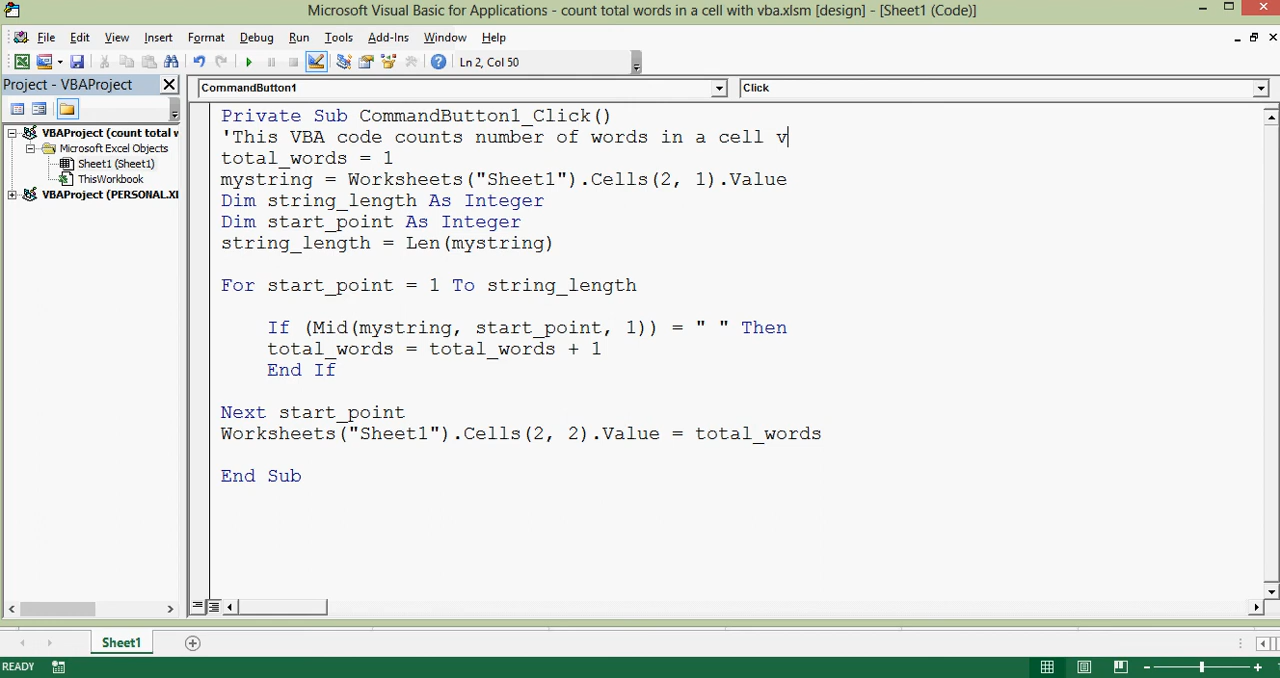 Microsoft Visual Basic for Applications - count total words in a cell with vba.xlsm [design] - [Sheet1 (Code)]
File Edit View Insert Format Debug Run Tools Add-Ins Window Help
Ln 2, Col 50
Project - VBAProject
CommandButton1
Click
VBAProject (count total w
Microsoft Excel Objects
Sheet1 (Sheet1)
ThisWorkbook
VBAProject (PERSONAL.XL
Private Sub CommandButton1_Click()
'This VBA code counts number of words in a cell v
total_words = 1
mystring = Worksheets("Sheet1").Cells(2, 1).Value
Dim string_length As Integer
Dim start_point As Integer
string_length = Len(mystring)
For start_point = 1 To string_length
If (Mid(mystring, start_point, 1)) = " " Then
total_words = total_words + 1
End If
Next start_point
Worksheets("Sheet1").Cells(2, 2).Value = total_words
End Sub
Sheet1
READY